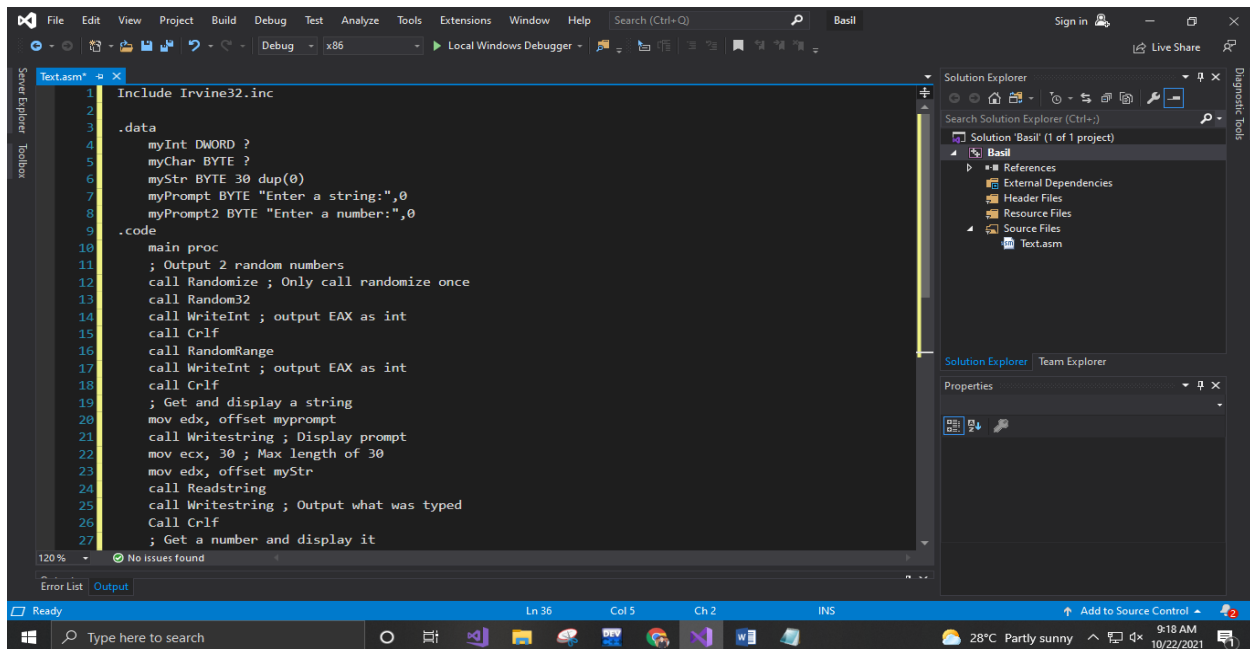 File Edit View Project Build Debug Test Analyze Tools Extensions Window Help Search (Ctrl+Q) Basil Sign in
Debug x86 Local Windows Debugger Live Share
Server Explorer
Toolbox
Text.asm*
1 Include Irvine32.inc
2
3 .data
4 myInt DWORD ?
5 myChar BYTE ?
6 myStr BYTE 30 dup(0)
7 myPrompt BYTE "Enter a string:",0
8 myPrompt2 BYTE "Enter a number:",0
9 .code
10 main proc
11 ; Output 2 random numbers
12 call Randomize ; Only call randomize once
13 call Random32
14 call WriteInt ; output EAX as int
15 call Crlf
16 call RandomRange
17 call WriteInt ; output EAX as int
18 call Crlf
19 ; Get and display a string
20 mov edx, offset myprompt
21 call Writestring ; Display prompt
22 mov ecx, 30 ; Max length of 30
23 mov edx, offset myStr
24 call Readstring
25 call Writestring ; Output what was typed
26 Call Crlf
27 ; Get a number and display it
120 % No issues found
Error List Output
Solution Explorer
Search Solution Explorer (Ctrl+;)
Solution 'Basil' (1 of 1 project)
Basil
References
External Dependencies
Header Files
Resource Files
Source Files
Text.asm
Solution Explorer Team Explorer
Properties
Diagnostic Tools
Ready Ln 36 Col 5 Ch 2 INS Add to Source Control 2
Type here to search DEV 28°C Partly sunny 9:18 AM
10/22/2021 1